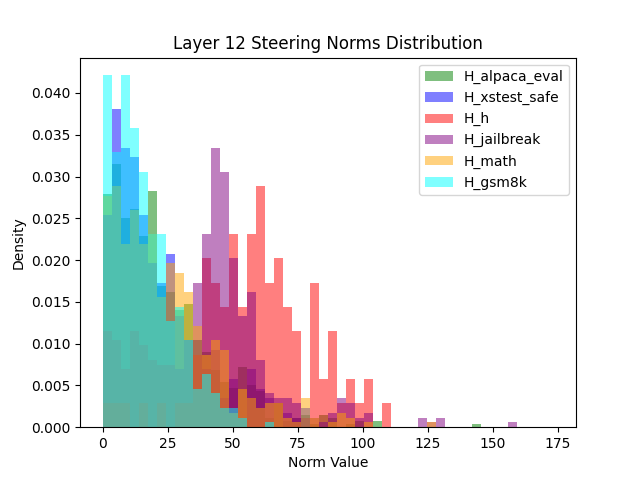 Layer 12 Steering Norms Distribution
H_alpaca_eval
H_xstest_safe
H_h
H_jailbreak
H_math
H_gsm8k
Density
0.040
0.035
0.030
0.025
0.020
0.015
0.010
0.005
0.000
0
25
50
75
100
125
150
175
Norm Value